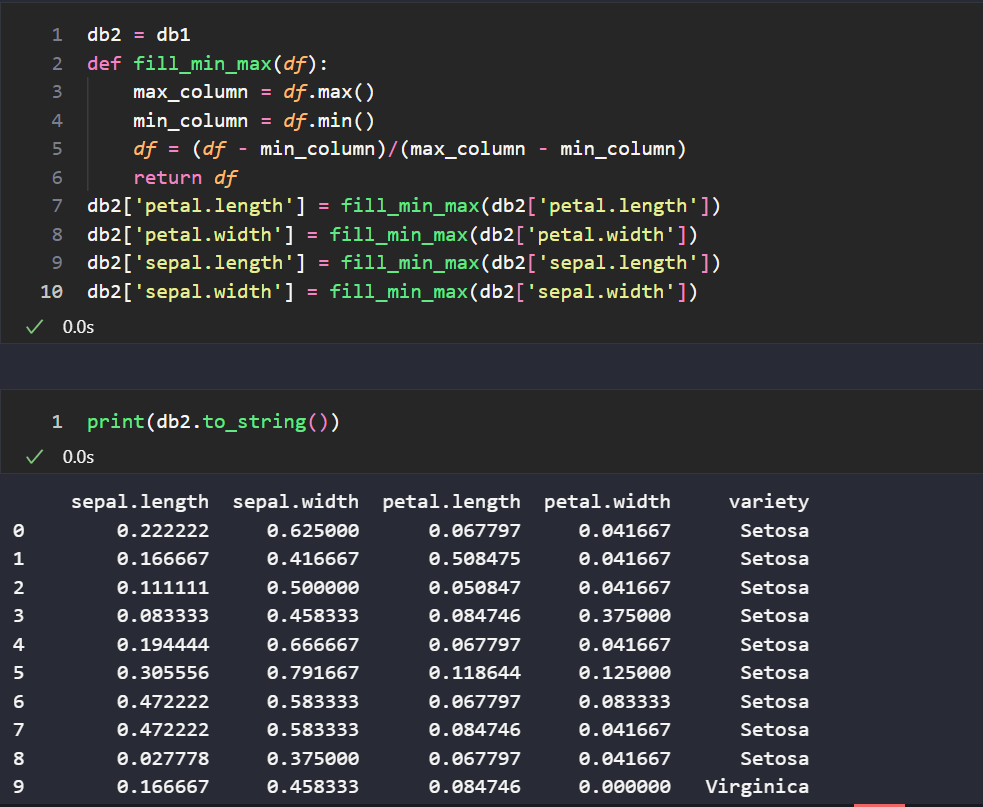 1 db2 = db1
2 def fill_min_max(df):
3     max_column = df.max()
4     min_column = df.min()
5     df = (df - min_column)/(max_column - min_column)
6     return df
7 db2['petal.length'] = fill_min_max(db2['petal.length'])
8 db2['petal.width'] = fill_min_max(db2['petal.width'])
9 db2['sepal.length'] = fill_min_max(db2['sepal.length'])
10 db2['sepal.width'] = fill_min_max(db2['sepal.width'])
✓ 0.0s
1 print(db2.to_string())
✓ 0.0s
sepal.length sepal.width petal.length petal.width variety
0 0.222222 0.625000 0.067797 0.041667 Setosa
1 0.166667 0.416667 0.508475 0.041667 Setosa
2 0.111111 0.500000 0.050847 0.041667 Setosa
3 0.083333 0.458333 0.084746 0.375000 Setosa
4 0.194444 0.666667 0.067797 0.041667 Setosa
5 0.305556 0.791667 0.118644 0.125000 Setosa
6 0.472222 0.583333 0.067797 0.083333 Setosa
7 0.472222 0.583333 0.084746 0.041667 Setosa
8 0.027778 0.375000 0.067797 0.041667 Setosa
9 0.166667 0.458333 0.084746 0.000000 Virginica